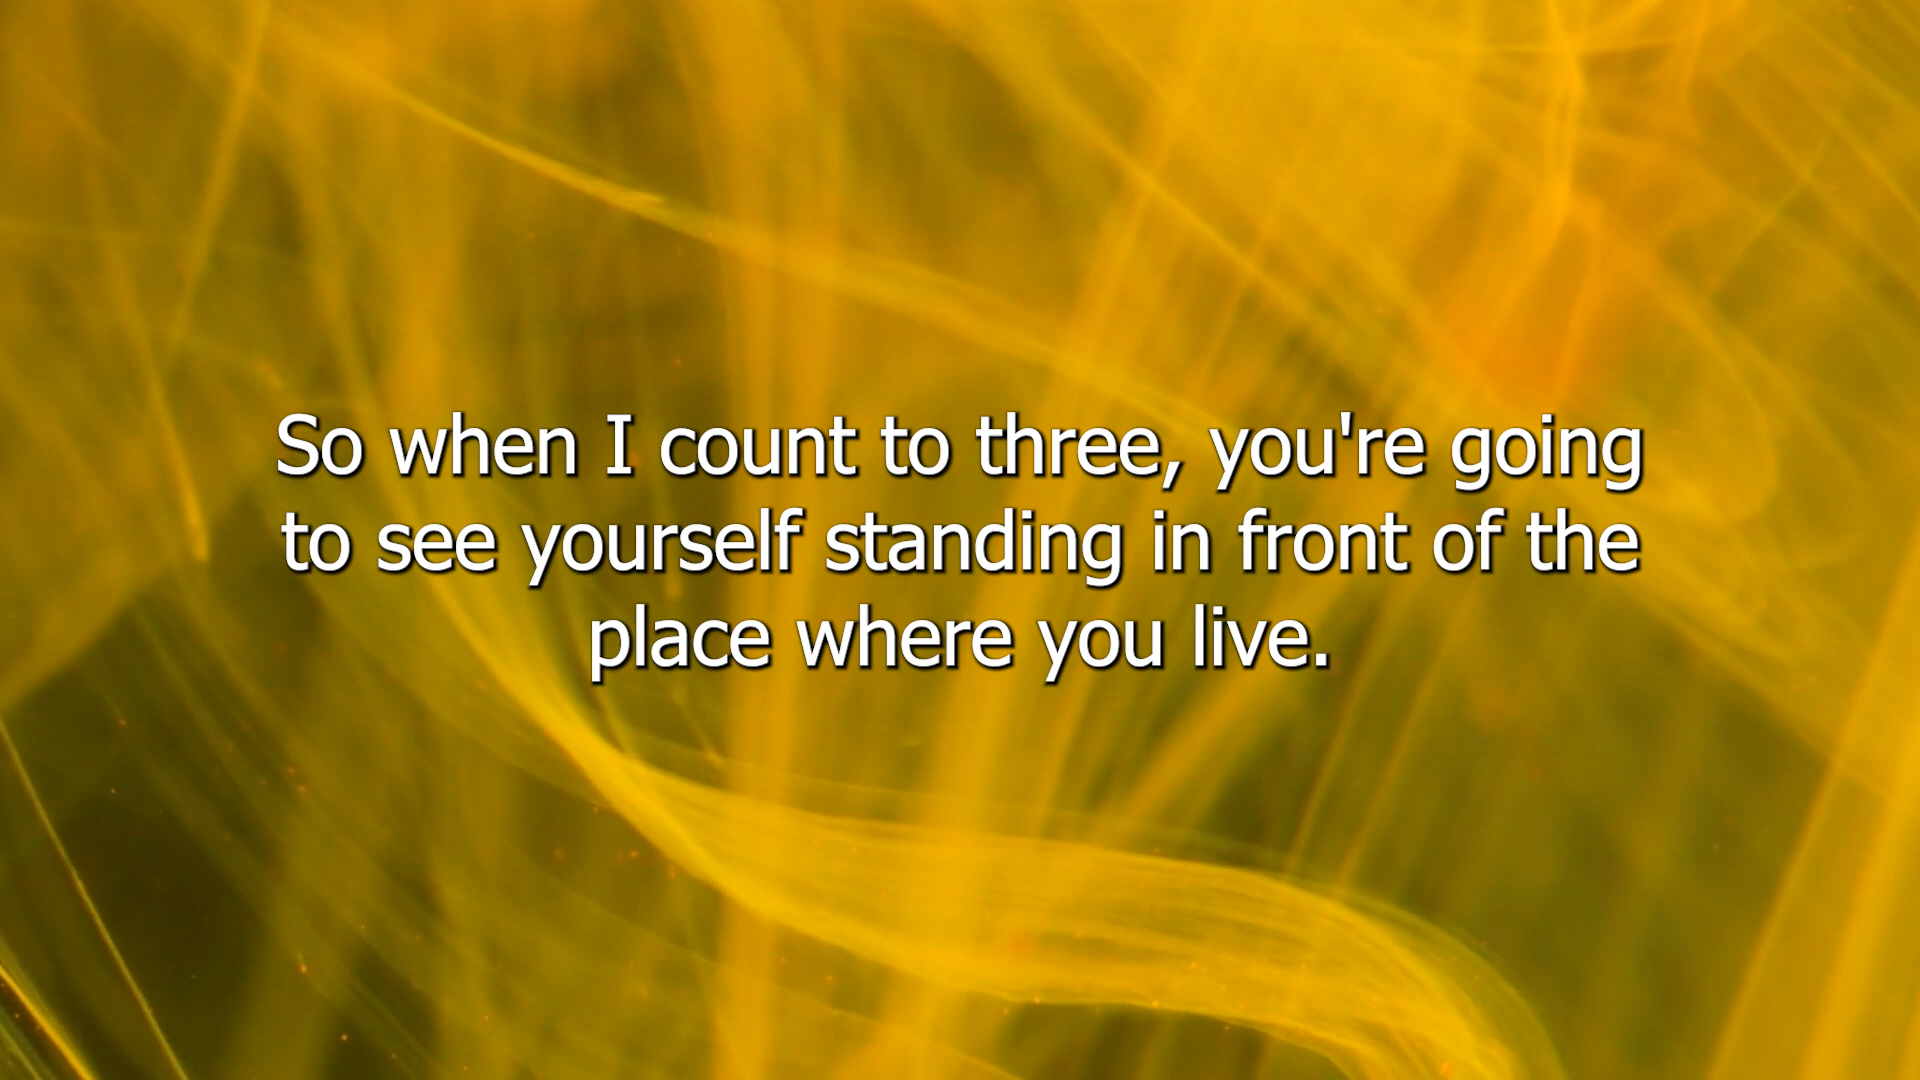 So when I count to three, you're going
to see yourself standing in front of the
place where you live.